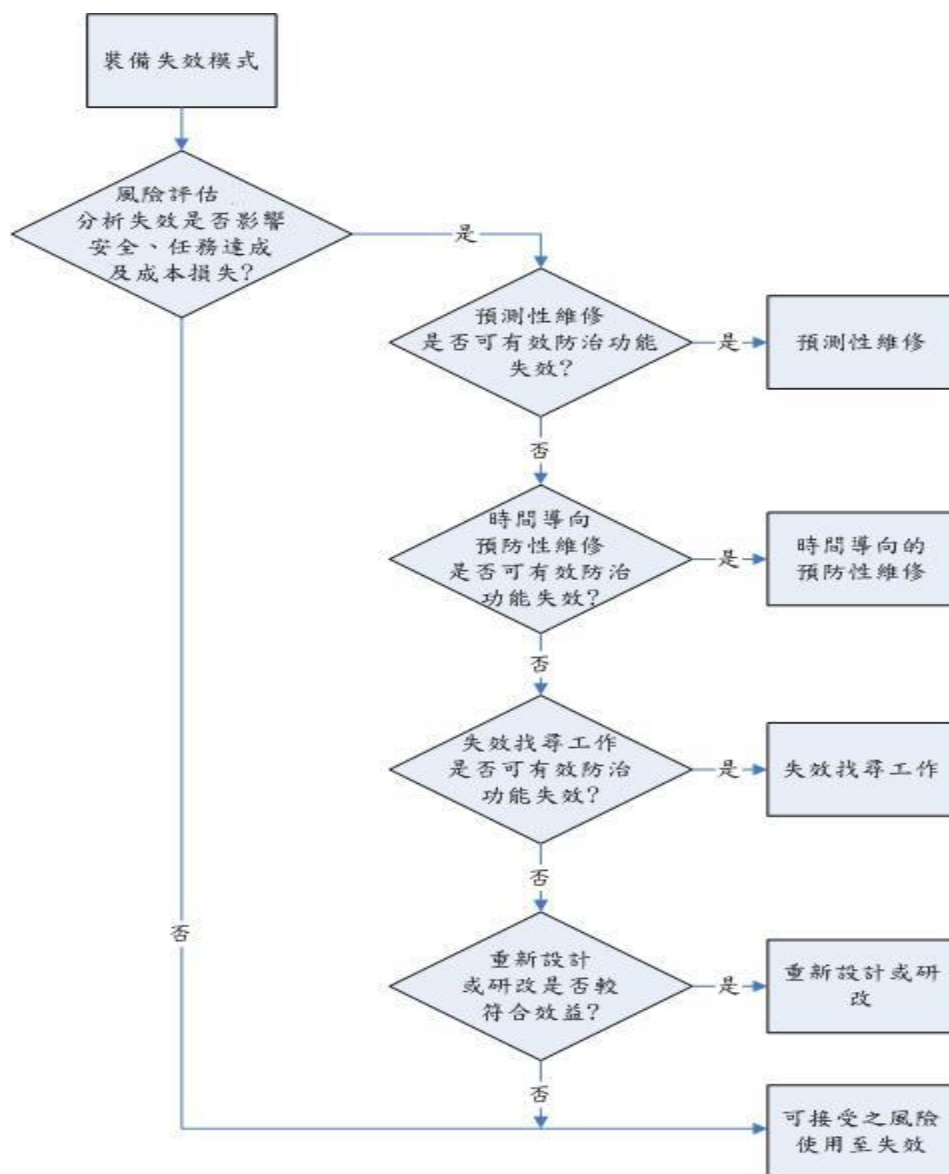 裝備失效模式
風險評估
分析失效是否影響
安全、任務達成
及成本損失?
是
預測性維修
是否可有效防治功能
失效?
是
預測性維修
否
時間導向
預防性維修
是否可有效防治
功能失效?
是
時間導向的
預防性維修
否
失效找尋工作
是否可有效防治
功能失效?
是
失效找尋工作
否
否
重新設計
或研改是否較
符合效益?
是
重新設計或研
改
否
可接受之風險
使用至失效